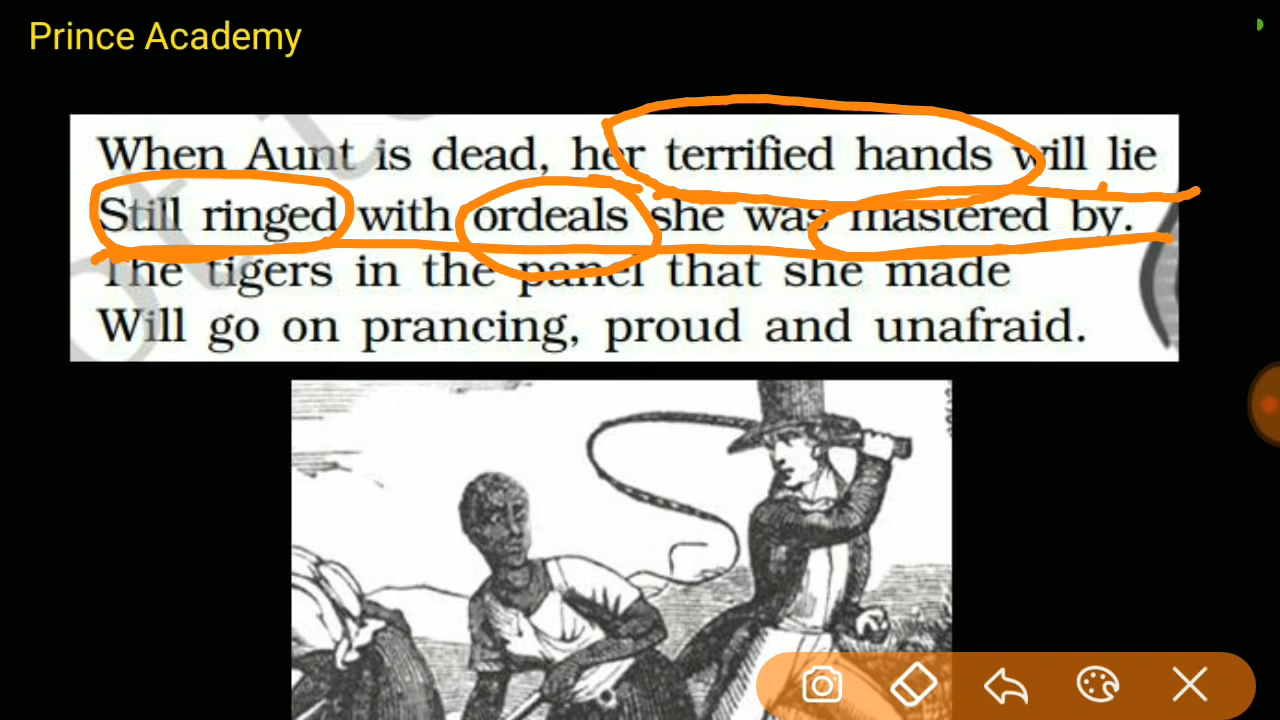 Prince Academy
When Aunt is dead, her terrified hands will lie
Still ringed with ordeals she was mastered by.
The tigers in the panel that she made
Will go on prancing, proud and unafraid.